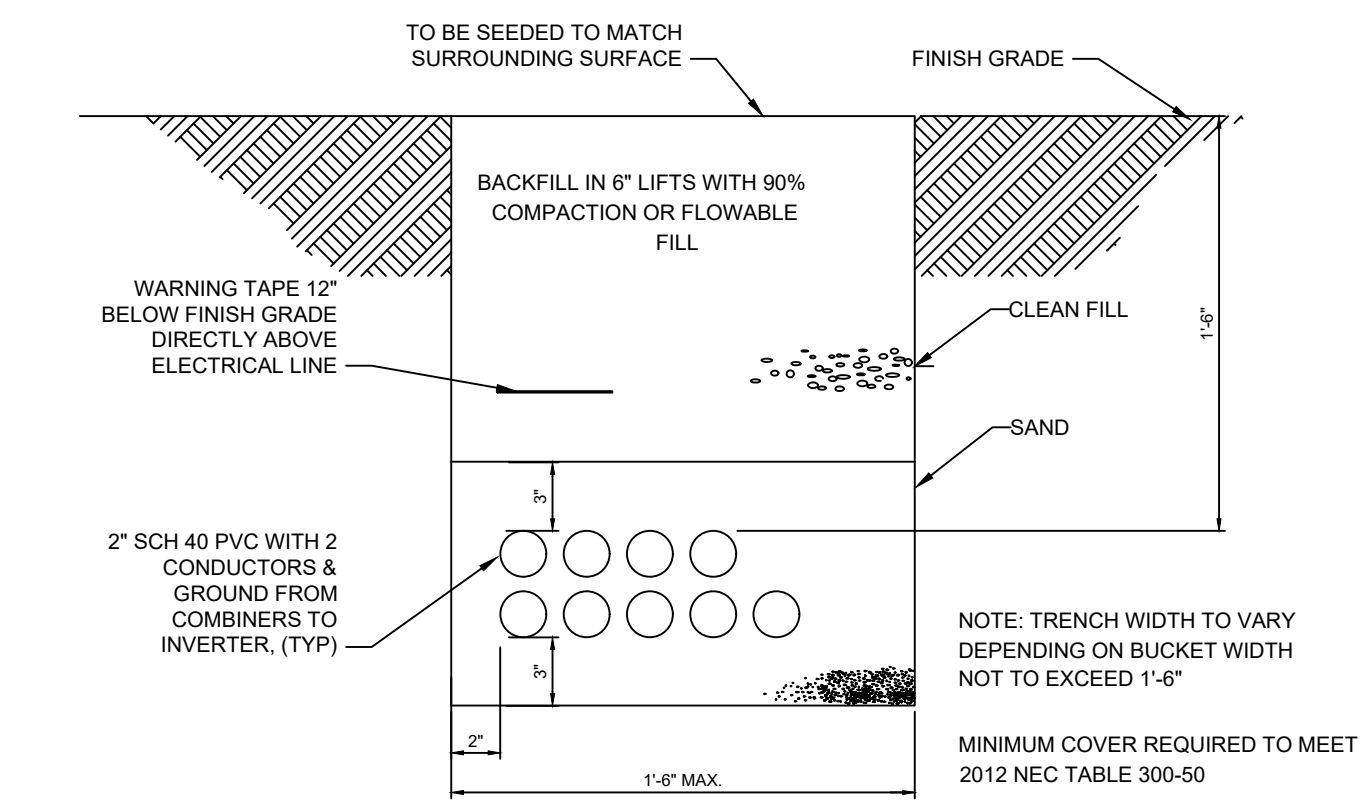 TO BE SEEDED TO MATCH
SURROUNDING SURFACE
FINISH GRADE
BACKFILL IN 6" LIFTS WITH 90%
COMPACTION OR FLOWABLE
FILL
WARNING TAPE 12"
BELOW FINISH GRADE
DIRECTLY ABOVE
ELECTRICAL LINE
CLEAN FILL
1'-6"
SAND
3"
2" SCH 40 PVC WITH 2
CONDUCTORS &
GROUND FROM
COMBINERS TO
INVERTER, (TYP)
3"
NOTE: TRENCH WIDTH TO VARY
DEPENDING ON BUCKET WIDTH
NOT TO EXCEED 1'-6"
2"
1'-6" MAX.
MINIMUM COVER REQUIRED TO MEET
2012 NEC TABLE 300-50